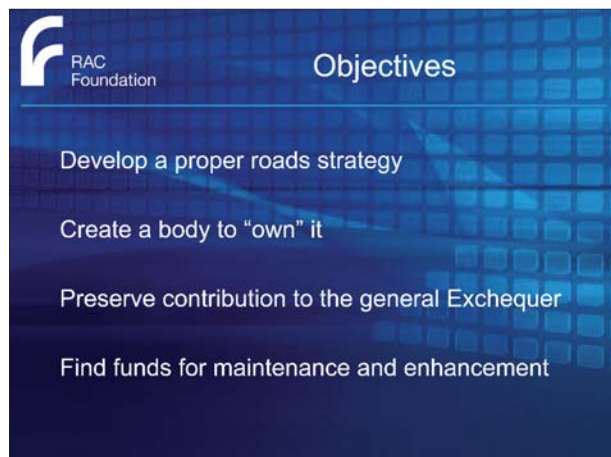 RAC
Foundation
Objectives
Develop a proper roads strategy
Create a body to “own” it
Preserve contribution to the general Exchequer
Find funds for maintenance and enhancement